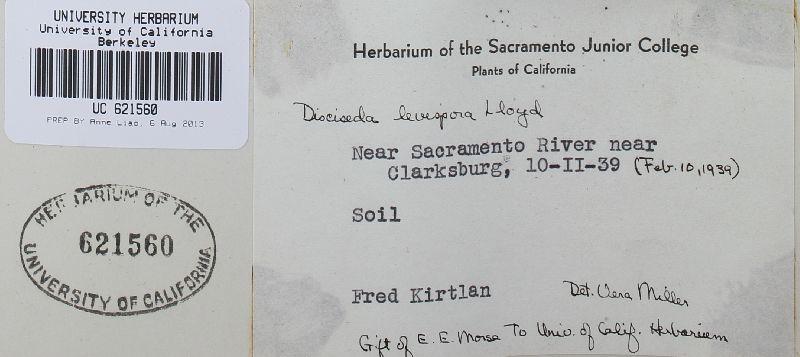 UNIVERSITY HERBARIUM
University of California
Berkeley
UC 621560
PREP BY Anne Liao, 6 Aug 2013
HERBARIUM OF THE
621560
UNIVERSITY OF CALIFORNIA
Herbarium of the Sacramento Junior College
Plants of California
Disciseda levispora Lloyd
Near Sacramento River near
Clarksburg, 10-II-39 (Feb. 10, 1939)
Soil
Fred Kirtlan Det. Vera Miller
Gift of E. E. Morse To Univ. of Calif. Herbarium